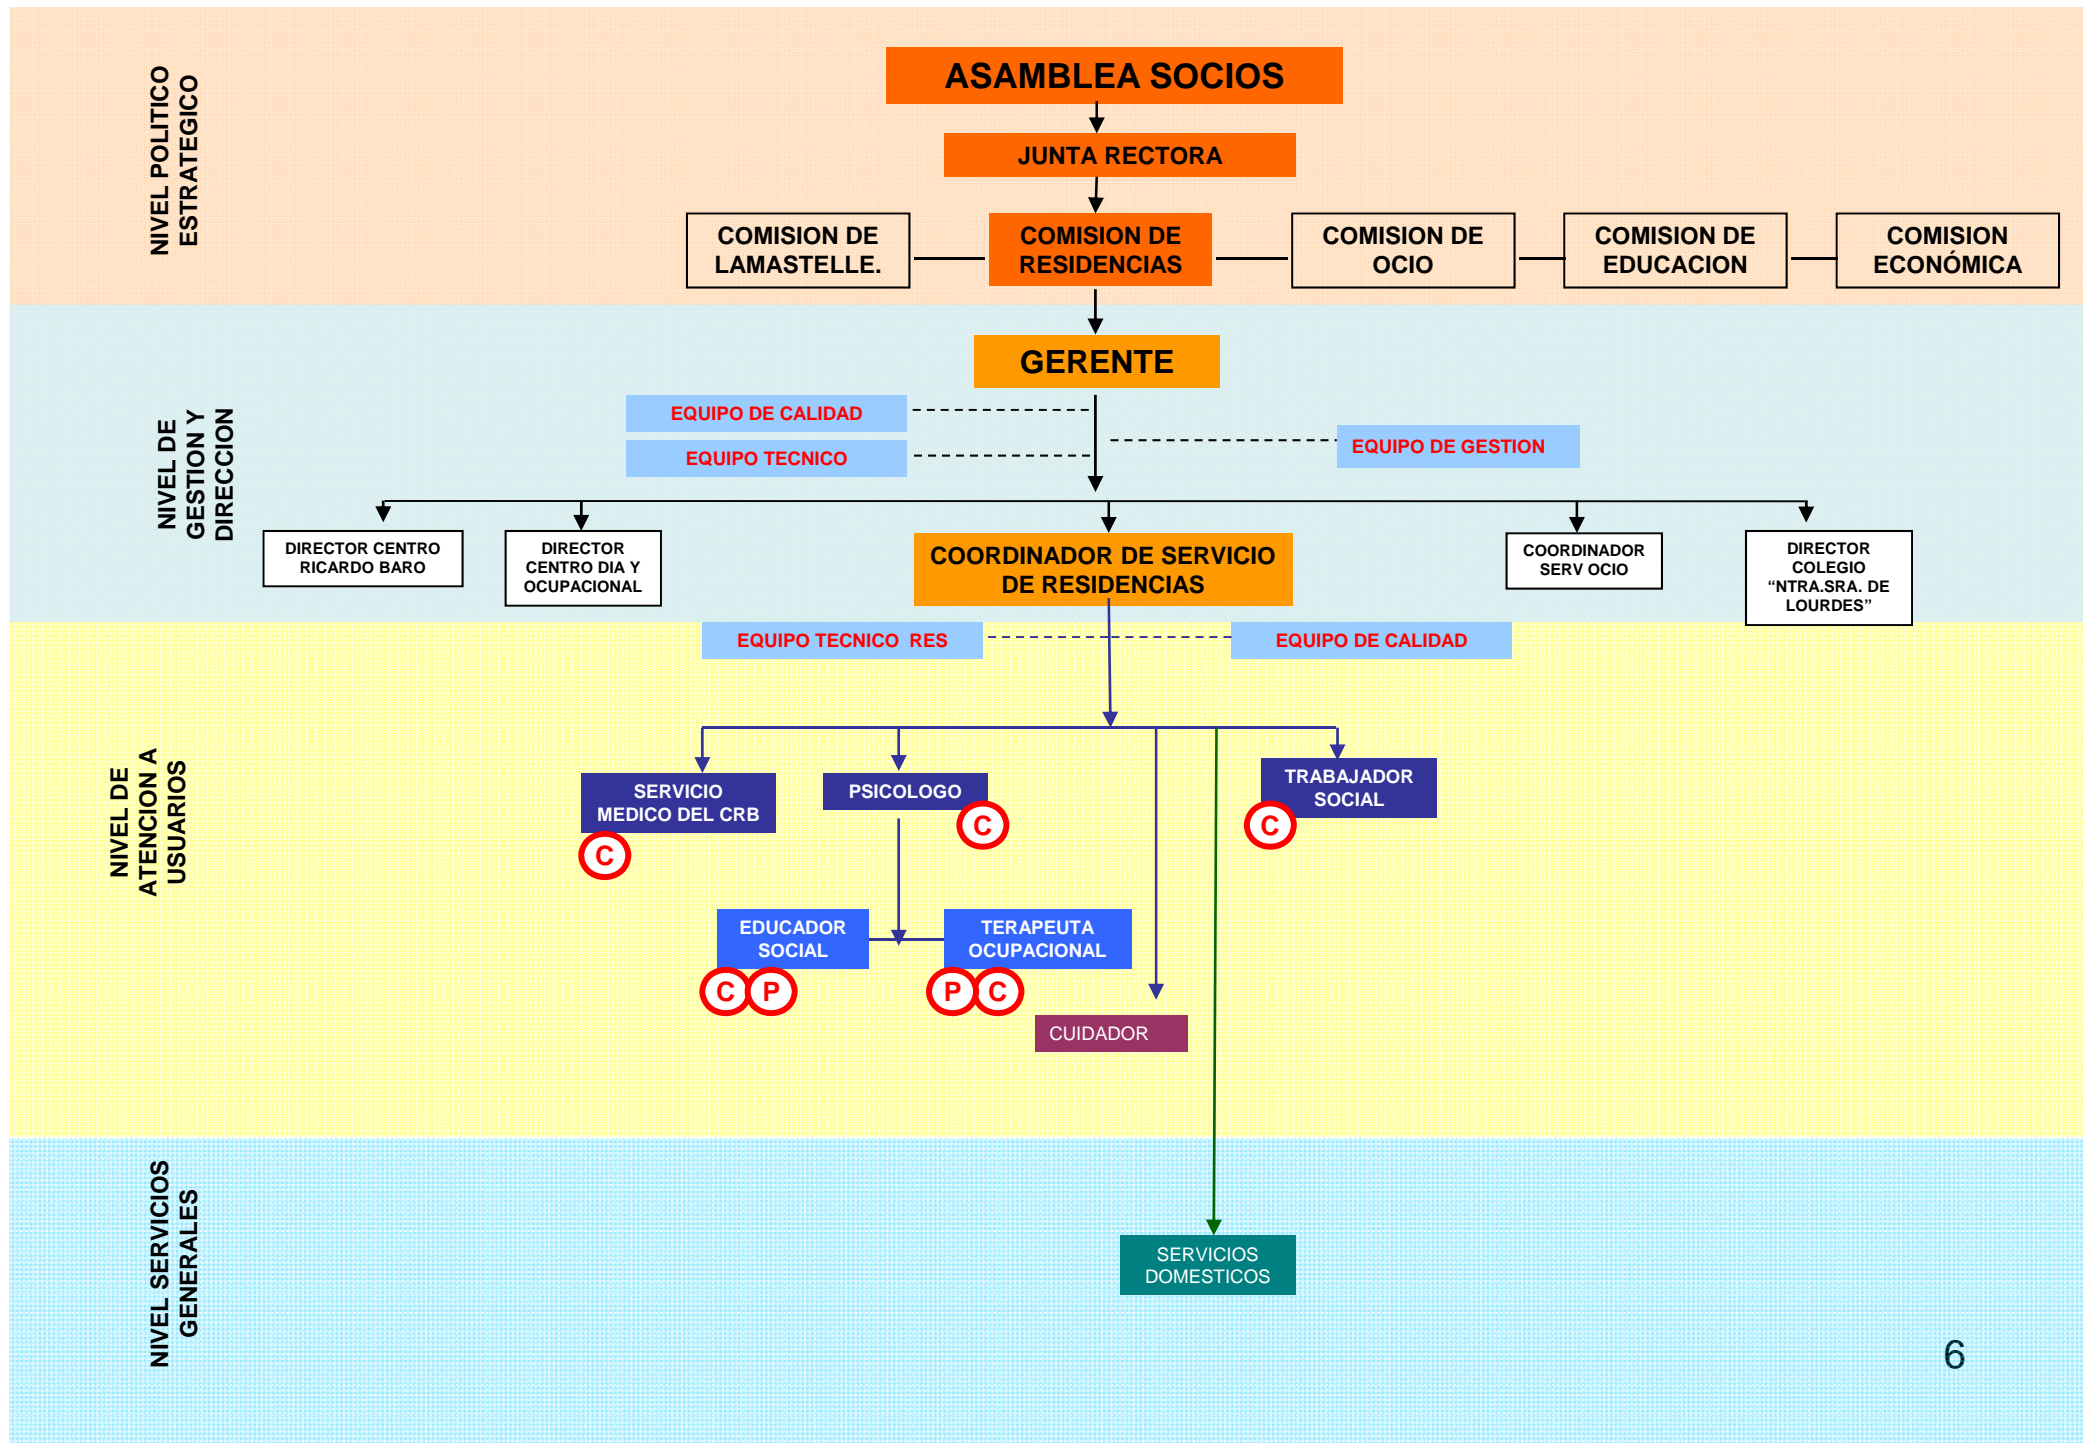 NIVEL POLITICO
ESTRATEGICO
ASAMBLEA SOCIOS
JUNTA RECTORA
COMISION DE
LAMASTELLE.
COMISION DE
RESIDENCIAS
COMISION DE
OCIO
COMISION DE
EDUCACION
COMISION
ECONÓMICA
NIVEL DE
GESTION Y
DIRECCION
GERENTE
EQUIPO DE CALIDAD
EQUIPO TECNICO
EQUIPO DE GESTION
DIRECTOR CENTRO
RICARDO BARO
DIRECTOR
CENTRO DIA Y
OCUPACIONAL
COORDINADOR DE SERVICIO
DE RESIDENCIAS
COORDINADOR
SERV OCIO
DIRECTOR
COLEGIO
“NTRA.SRA. DE
LOURDES”
NIVEL DE
ATENCION A
USUARIOS
EQUIPO TECNICO  RES
EQUIPO DE CALIDAD
SERVICIO
MEDICO DEL CRB
C
PSICOLOGO
C
TRABAJADOR
SOCIAL
C
EDUCADOR
SOCIAL
C P
TERAPEUTA
OCUPACIONAL
P C
CUIDADOR
NIVEL SERVICIOS
GENERALES
SERVICIOS
DOMESTICOS
6